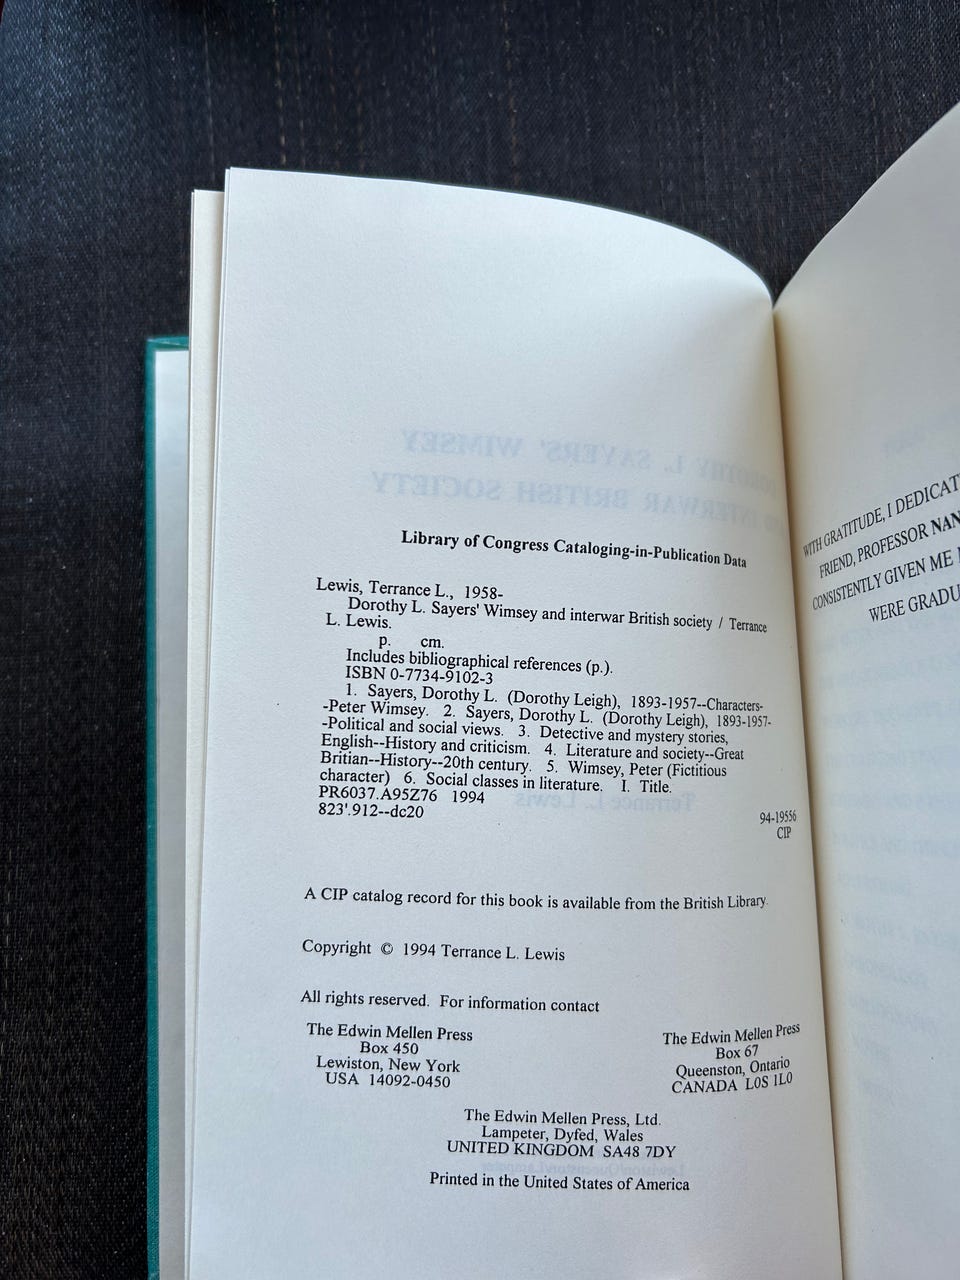 Library of Congress Cataloging-in-Publication Data
Lewis, Terrance L., 1958-
Dorothy L. Sayers' Wimsey and interwar British society / Terrance
L. Lewis.
p. cm.
Includes bibliographical references (p.).
ISBN 0-7734-9102-3
1. Sayers, Dorothy L. (Dorothy Leigh), 1893-1957--Characters-
-Peter Wimsey. 2. Sayers, Dorothy L. (Dorothy Leigh), 1893-1957-
-Political and social views. 3. Detective and mystery stories,
English--History and criticism. 4. Literature and society--Great
Britian--History--20th century. 5. Wimsey, Peter (Fictitious
character) 6. Social classes in literature. I. Title.
PR6037.A95Z76 1994
823'.912--dc20
94-19556
CIP
A CIP catalog record for this book is available from the British Library.
Copyright © 1994 Terrance L. Lewis
All rights reserved. For information contact
The Edwin Mellen Press
Box 450
Lewiston, New York
USA 14092-0450
The Edwin Mellen Press
Box 67
Queenston, Ontario
CANADA L0S 1L0
The Edwin Mellen Press, Ltd.
Lampeter, Dyfed, Wales
UNITED KINGDOM SA48 7DY
Printed in the United States of America
WITH GRATITUDE, I DEDICAT
FRIEND, PROFESSOR NAN
CONSISTENTLY GIVEN ME
WERE GRADU